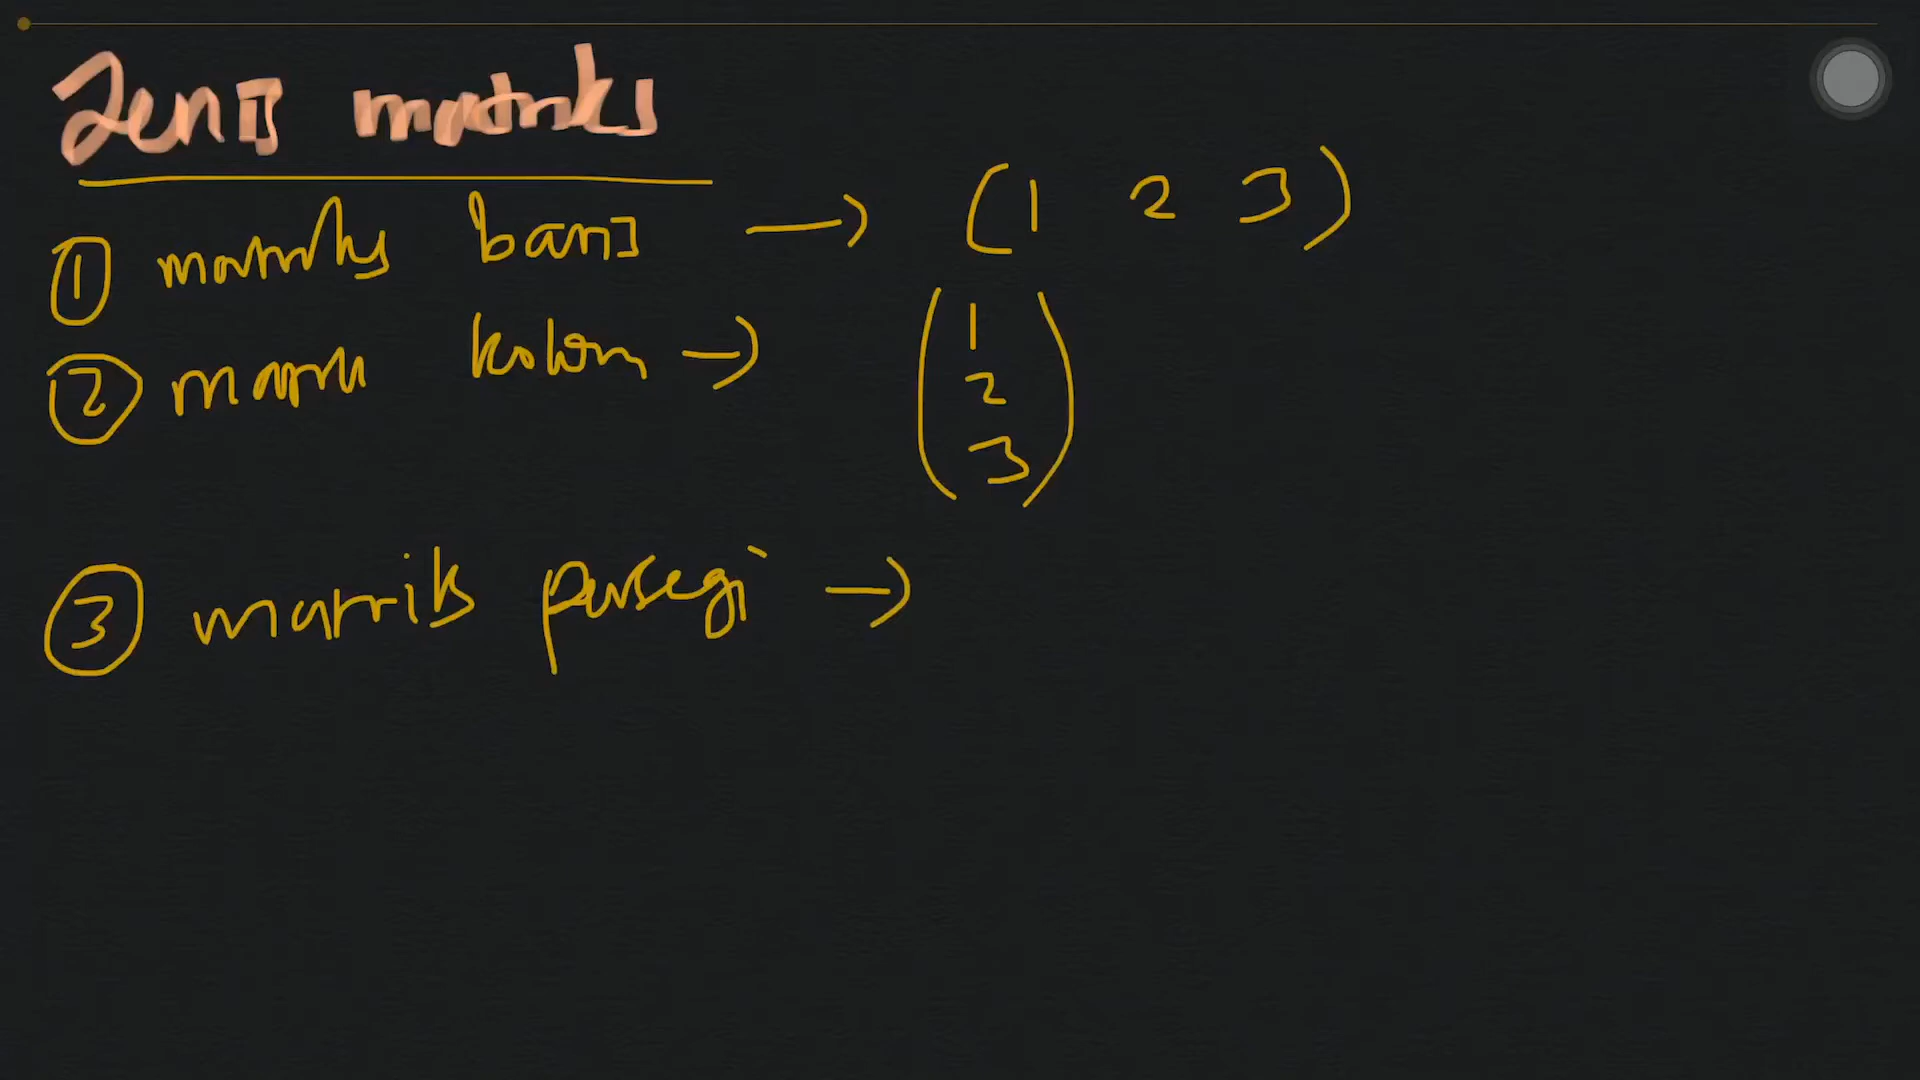 Jenis matriks
① matriks baris → (1 2 3)
② matriks kolom → (1
2
3)
③ matriks persegi →